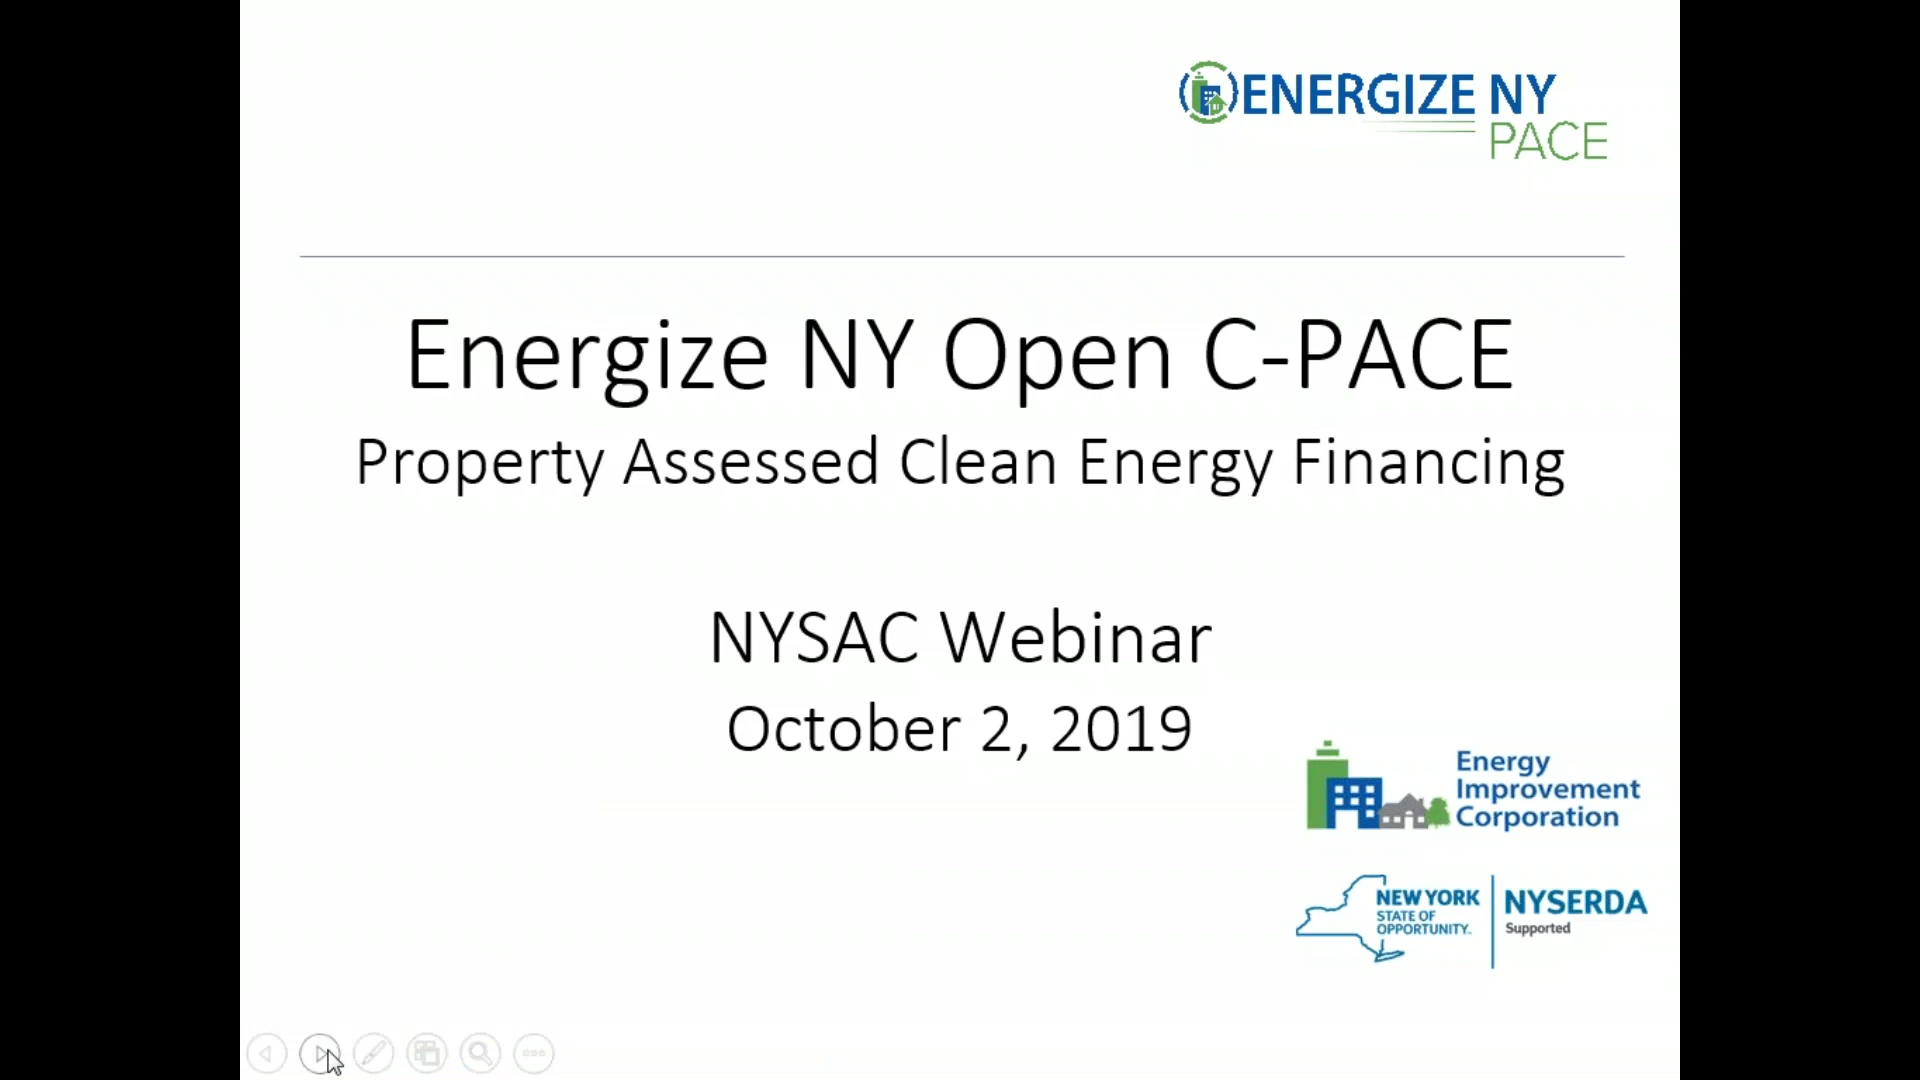 ENERGIZE NY
PACE
Energize NY Open C-PACE
Property Assessed Clean Energy Financing
NYSAC Webinar
October 2, 2019
Energy
Improvement
Corporation
NEW YORK
STATE OF
OPPORTUNITY.
NYSERDA
Supported